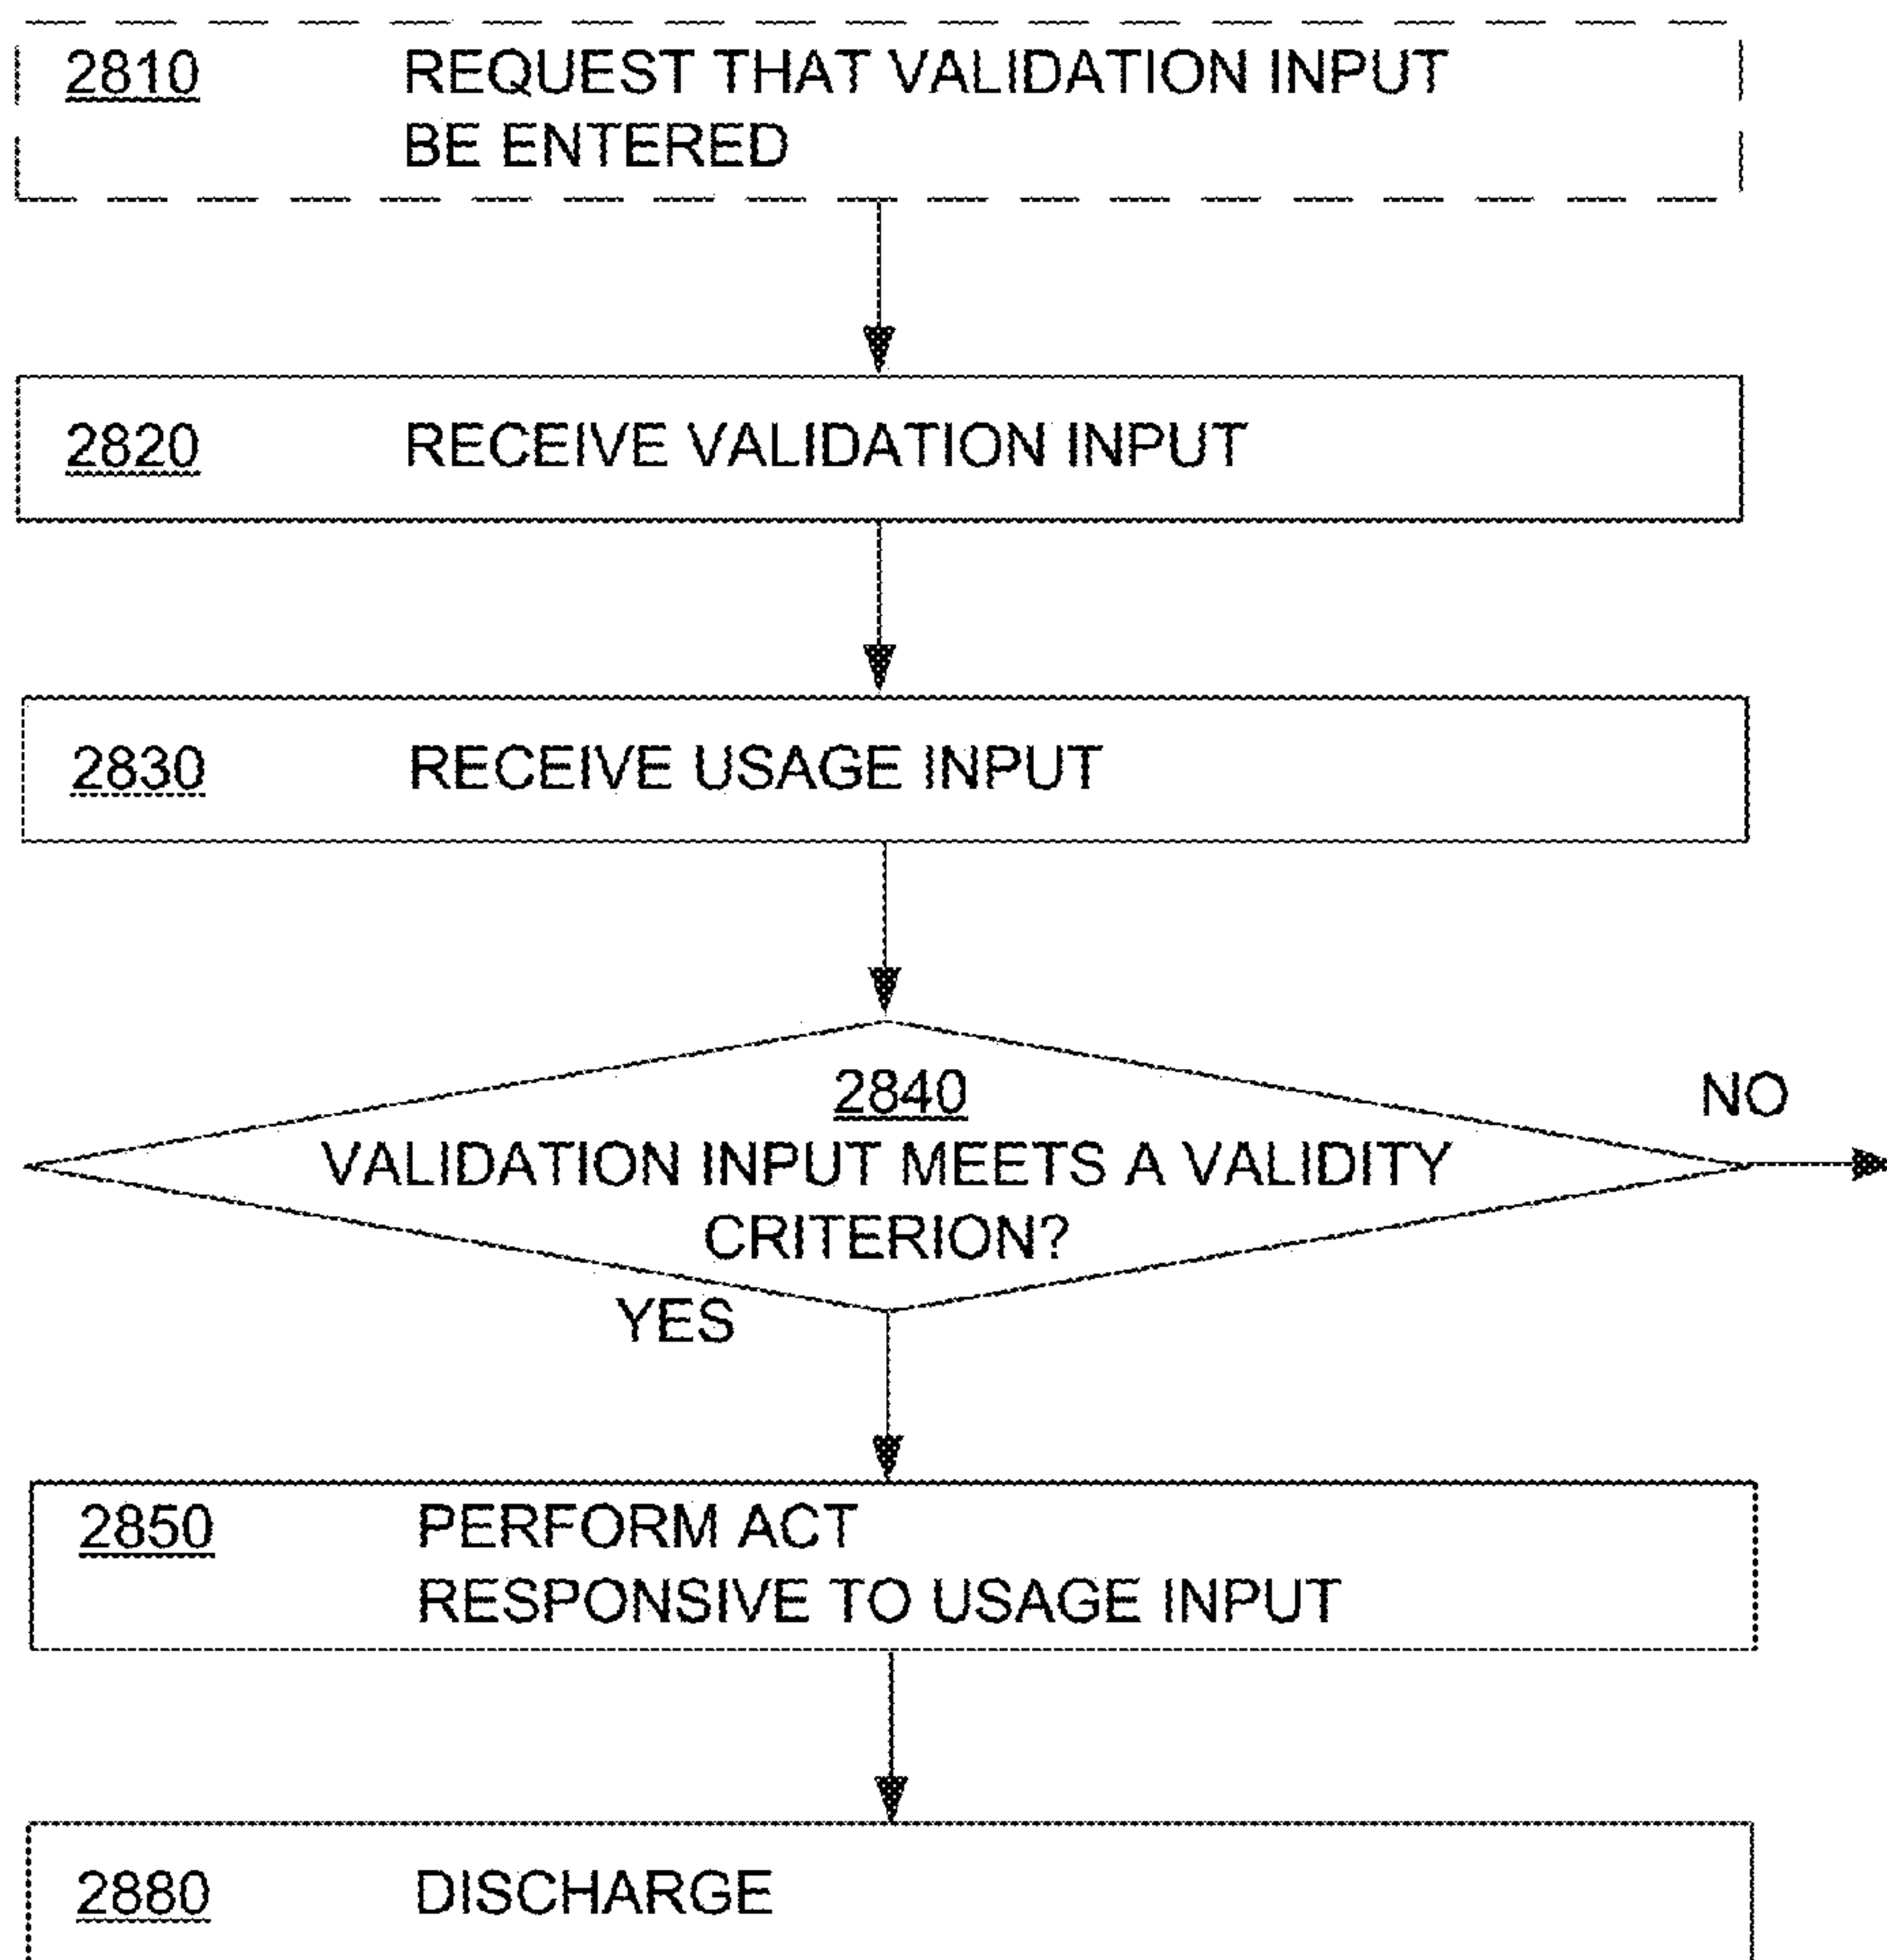 2810 REQUEST THAT VALIDATION INPUT
BE ENTERED
2820 RECEIVE VALIDATION INPUT
2830 RECEIVE USAGE INPUT
2840
NO
VALIDATION INPUT MEETS A VALIDITY
CRITERION?
YES
2850 PERFORM ACT
RESPONSIVE TO USAGE INPUT
2880 DISCHARGE